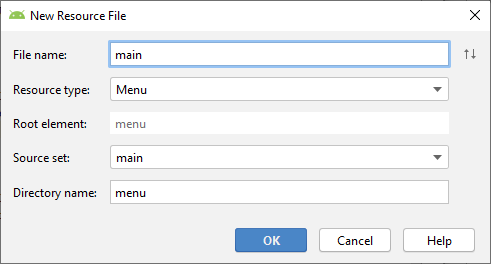 New Resource File
File name: main
Resource type: Menu
Root element: menu
Source set: main
Directory name: menu
OK Cancel Help